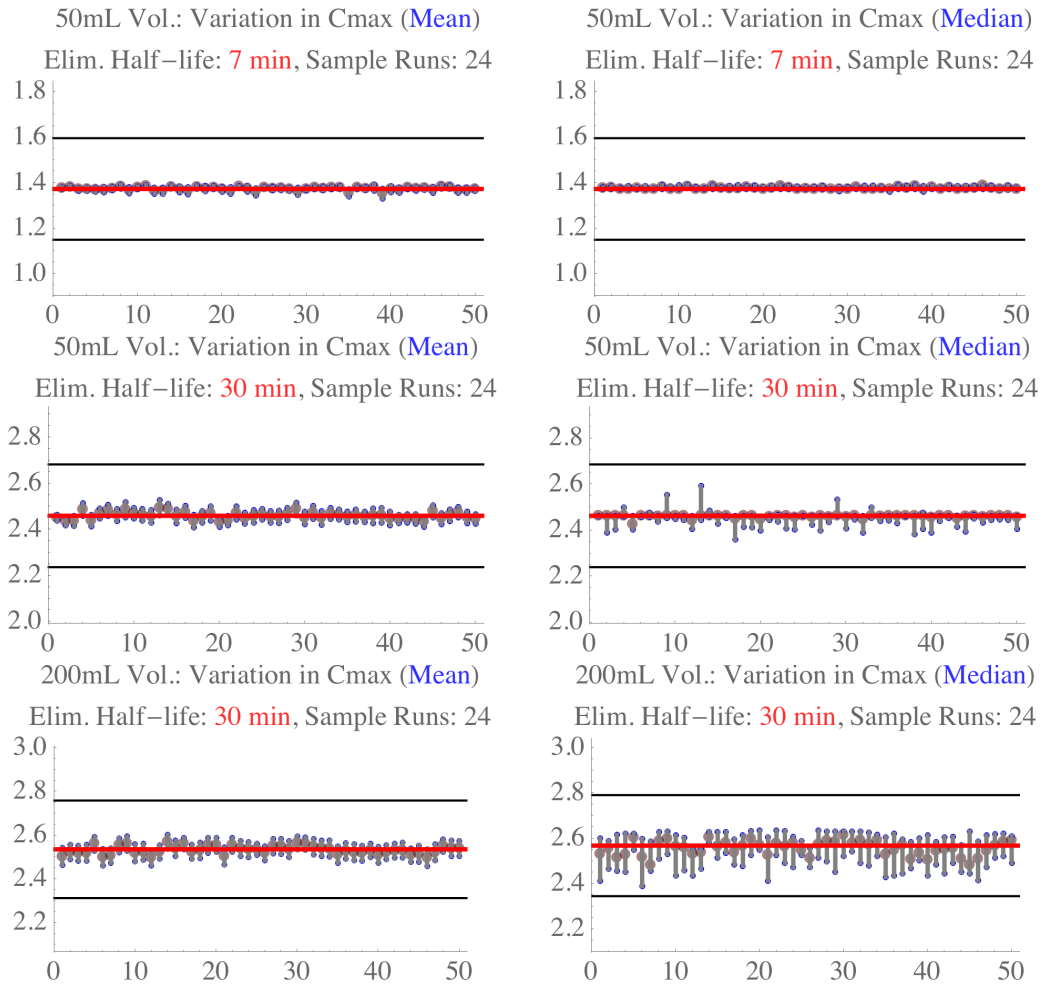 50mL Vol.: Variation in Cmax (Mean)
Elim. Half−life: 7 min, Sample Runs: 24
1.8
1.6
1.4
1.2
1.0
0 10 20 30 40 50
50mL Vol.: Variation in Cmax (Median)
Elim. Half−life: 7 min, Sample Runs: 24
1.8
1.6
1.4
1.2
1.0
0 10 20 30 40 50
50mL Vol.: Variation in Cmax (Mean)
Elim. Half−life: 30 min, Sample Runs: 24
2.8
2.6
2.4
2.2
2.0
0 10 20 30 40 50
50mL Vol.: Variation in Cmax (Median)
Elim. Half−life: 30 min, Sample Runs: 24
2.8
2.6
2.4
2.2
2.0
0 10 20 30 40 50
200mL Vol.: Variation in Cmax (Mean)
Elim. Half−life: 30 min, Sample Runs: 24
3.0
2.8
2.6
2.4
2.2
0 10 20 30 40 50
200mL Vol.: Variation in Cmax (Median)
Elim. Half−life: 30 min, Sample Runs: 24
3.0
2.8
2.6
2.4
2.2
0 10 20 30 40 50